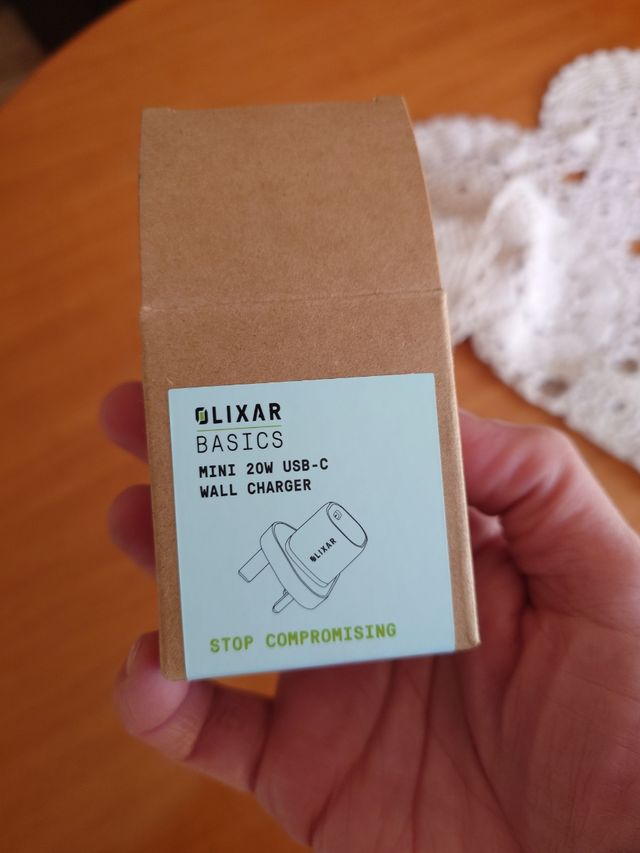 OLIXAR
BASICS
MINI 20W USB-C
WALL CHARGER
OLIXAR
STOP COMPROMISING